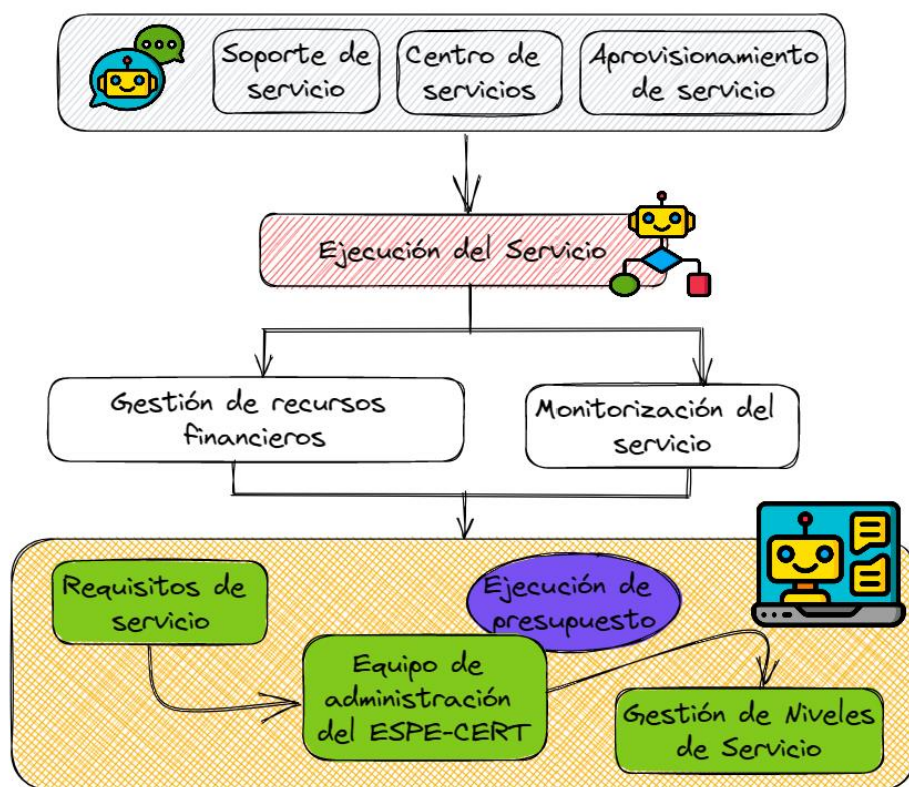 Soporte de
servicio
Centro de
servicios
Aprovisionamiento
de servicio
Ejecución del Servicio
Gestión de recursos
financieros
Monitorización del
servicio
Requisitos de
servicio
Ejecución de
presupuesto
Equipo de
administración
del ESPE-CERT
Gestión de Niveles
de Servicio